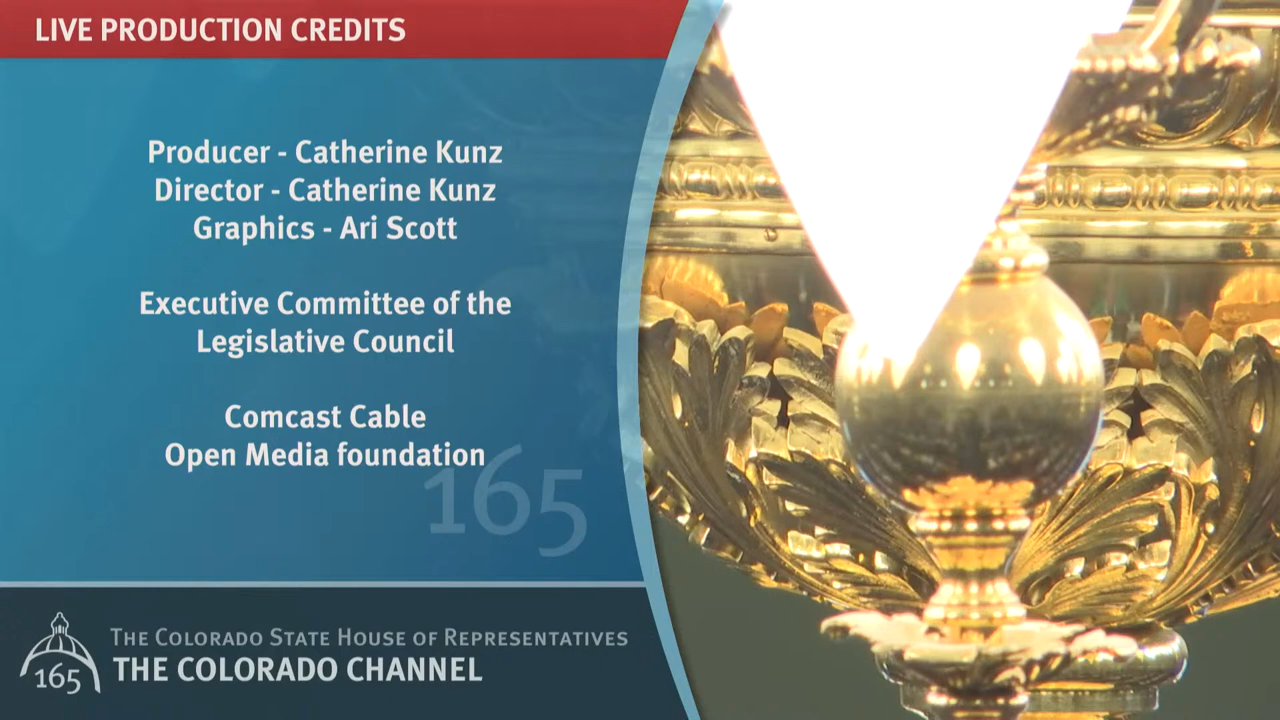 LIVE PRODUCTION CREDITS
Producer - Catherine Kunz
Director - Catherine Kunz
Graphics - Ari Scott
Executive Committee of the
Legislative Council
Comcast Cable
Open Media foundation
165
165
THE COLORADO STATE HOUSE OF REPRESENTATIVES
THE COLORADO CHANNEL